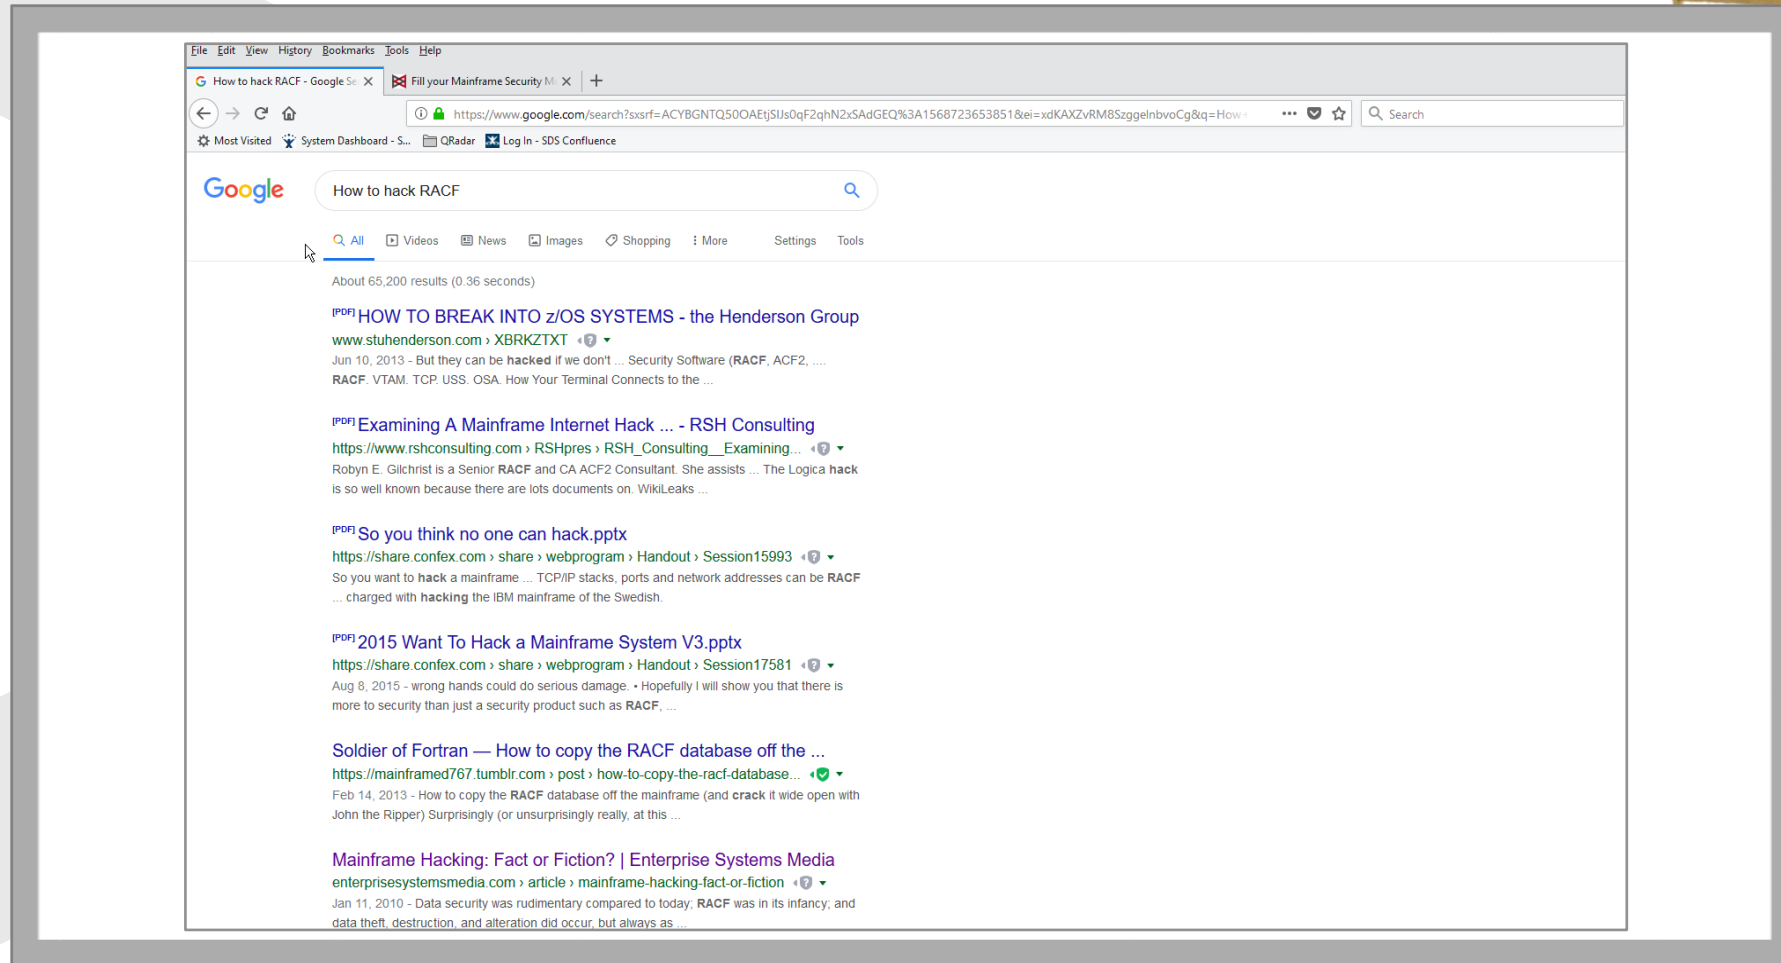 File Edit View History Bookmarks Tools Help
How to hack RACF - Google Se
Fill your Mainframe Security M
https://www.google.com/search?sxsrf=ACYBGNTQ50OAEtjSIJs0qF2qhN2xSAdGEQ%3A1568723653851&ei=xdKAXZvRM8SzggeInbvoCg&q=How+
Search
Most Visited System Dashboard - S... QRadar Log In - SDS Confluence
Google
How to hack RACF
All Videos News Images Shopping More Settings Tools
About 65,200 results (0.36 seconds)
[PDF] HOW TO BREAK INTO z/OS SYSTEMS - the Henderson Group
www.stuhenderson.com › XBRKZTXT
Jun 10, 2013 - But they can be hacked if we don't ... Security Software (RACF, ACF2, ....
RACF. VTAM. TCP. USS. OSA. How Your Terminal Connects to the ...
[PDF] Examining A Mainframe Internet Hack ... - RSH Consulting
https://www.rshconsulting.com › RSHpres › RSH_Consulting__Examining...
Robyn E. Gilchrist is a Senior RACF and CA ACF2 Consultant. She assists ... The Logica hack
is so well known because there are lots documents on. WikiLeaks ...
[PDF] So you think no one can hack.pptx
https://share.confex.com › share › webprogram › Handout › Session15993
So you want to hack a mainframe ... TCP/IP stacks, ports and network addresses can be RACF
... charged with hacking the IBM mainframe of the Swedish.
[PDF] 2015 Want To Hack a Mainframe System V3.pptx
https://share.confex.com › share › webprogram › Handout › Session17581
Aug 8, 2015 - wrong hands could do serious damage. • Hopefully I will show you that there is
more to security than just a security product such as RACF, ...
Soldier of Fortran — How to copy the RACF database off the ...
https://mainframed767.tumblr.com › post › how-to-copy-the-racf-database...
Feb 14, 2013 - How to copy the RACF database off the mainframe (and crack it wide open with
John the Ripper) Surprisingly (or unsurprisingly really, at this ...
Mainframe Hacking: Fact or Fiction? | Enterprise Systems Media
enterprisesystemsmedia.com › article › mainframe-hacking-fact-or-fiction
Jan 11, 2010 - Data security was rudimentary compared to today; RACF was in its infancy; and
data theft, destruction, and alteration did occur, but always as ...